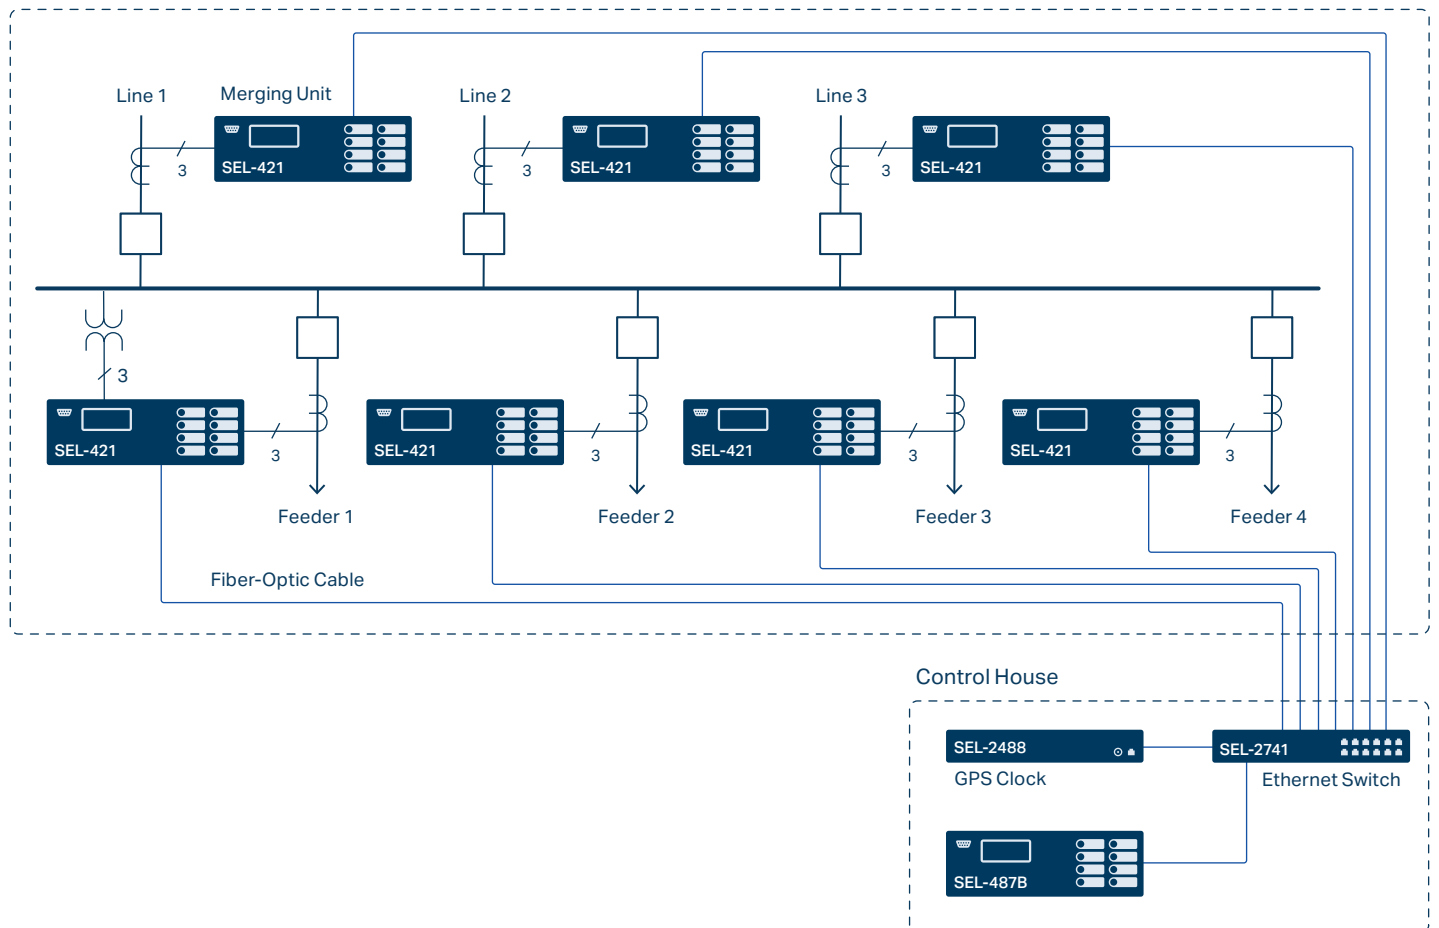 Line 1
Merging Unit
Line 2
Line 3
SEL-421
3
SEL-421
3
SEL-421
3
3
SEL-421
3
SEL-421
3
SEL-421
3
SEL-421
3
Feeder 1
Feeder 2
Feeder 3
Feeder 4
Fiber-Optic Cable
Control House
SEL-2488
GPS Clock
SEL-2741
Ethernet Switch
SEL-487B